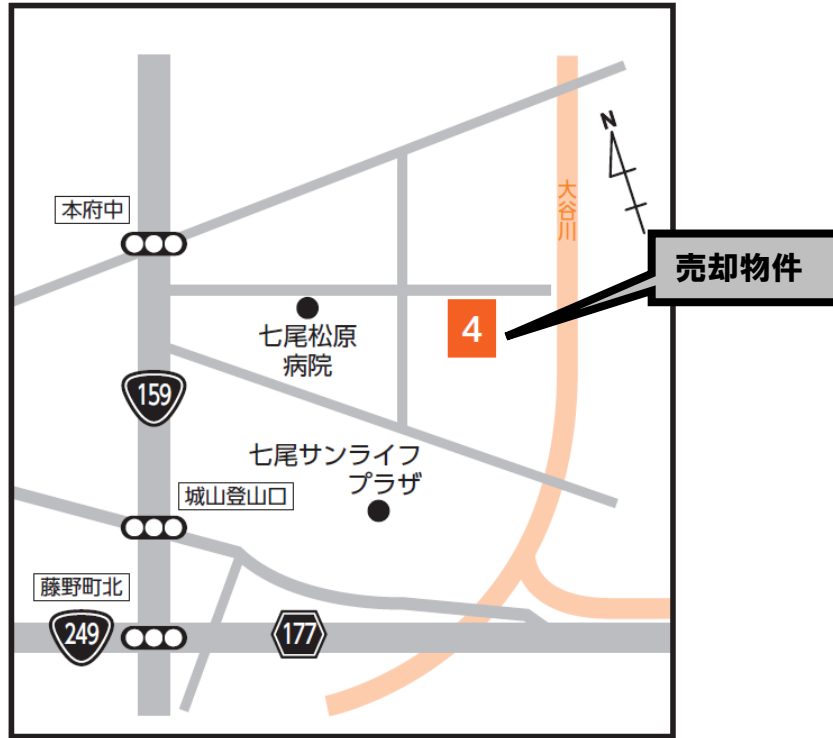 N
大谷川
本府中
売却物件
七尾松原
病院
4
159
七尾サンライフ
プラザ
城山登山口
藤野町北
249
177